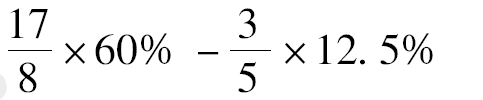 17/8 × 60% − 3/5 × 12. 5%